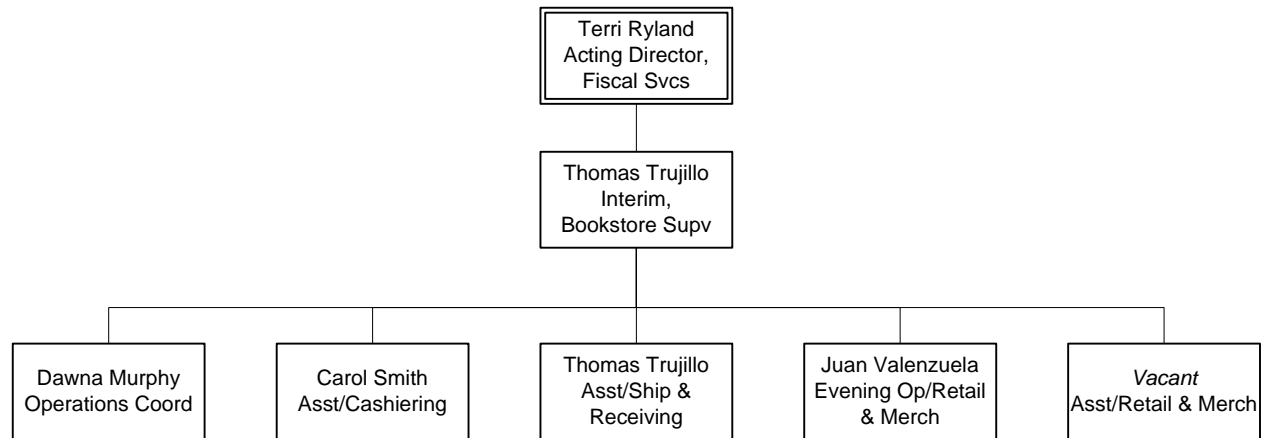 Terri Ryland
Acting Director,
Fiscal Svcs
Thomas Trujillo
Interim,
Bookstore Supv
Dawna Murphy
Operations Coord
Carol Smith
Asst/Cashiering
Thomas Trujillo
Asst/Ship &
Receiving
Juan Valenzuela
Evening Op/Retail
& Merch
Vacant
Asst/Retail & Merch